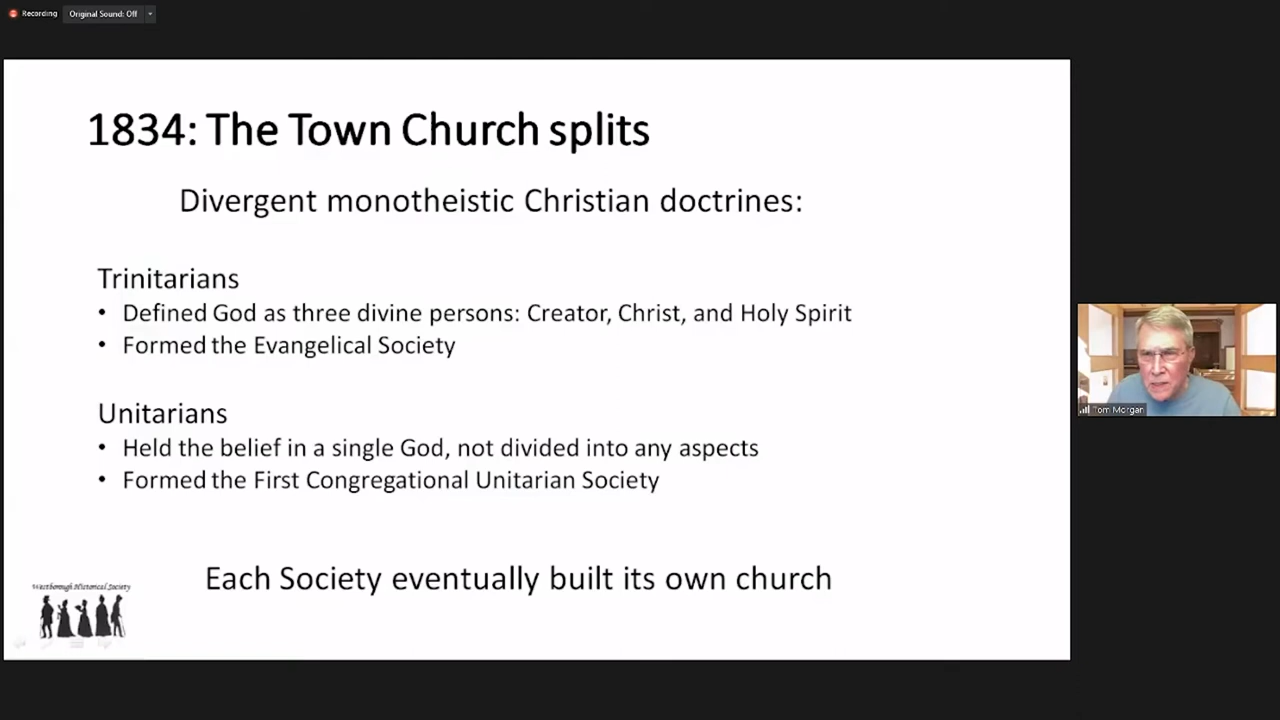 Recording
Original Sound: Off
1834: The Town Church splits
Divergent monotheistic Christian doctrines:
Trinitarians
• Defined God as three divine persons: Creator, Christ, and Holy Spirit
• Formed the Evangelical Society
Unitarians
• Held the belief in a single God, not divided into any aspects
• Formed the First Congregational Unitarian Society
Each Society eventually built its own church
Westborough Historical Society
Tom Morgan